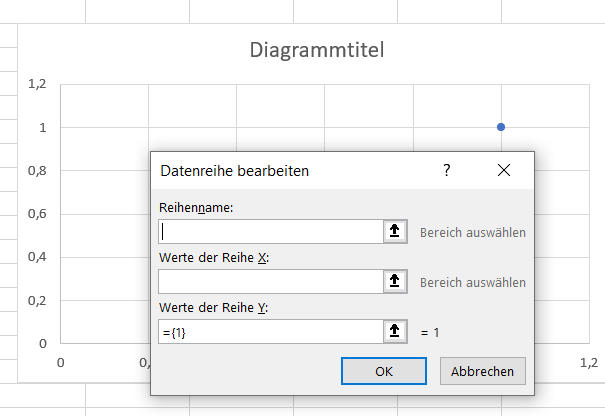 Diagrammtitel
1,2
1
Datenreihe bearbeiten ?
0,8
Reihenname:
Bereich auswählen
0,6
Werte der Reihe X:
0,4
Bereich auswählen
Werte der Reihe Y:
0,2
={1} = 1
0
OK Abbrechen
0 0, 1,2